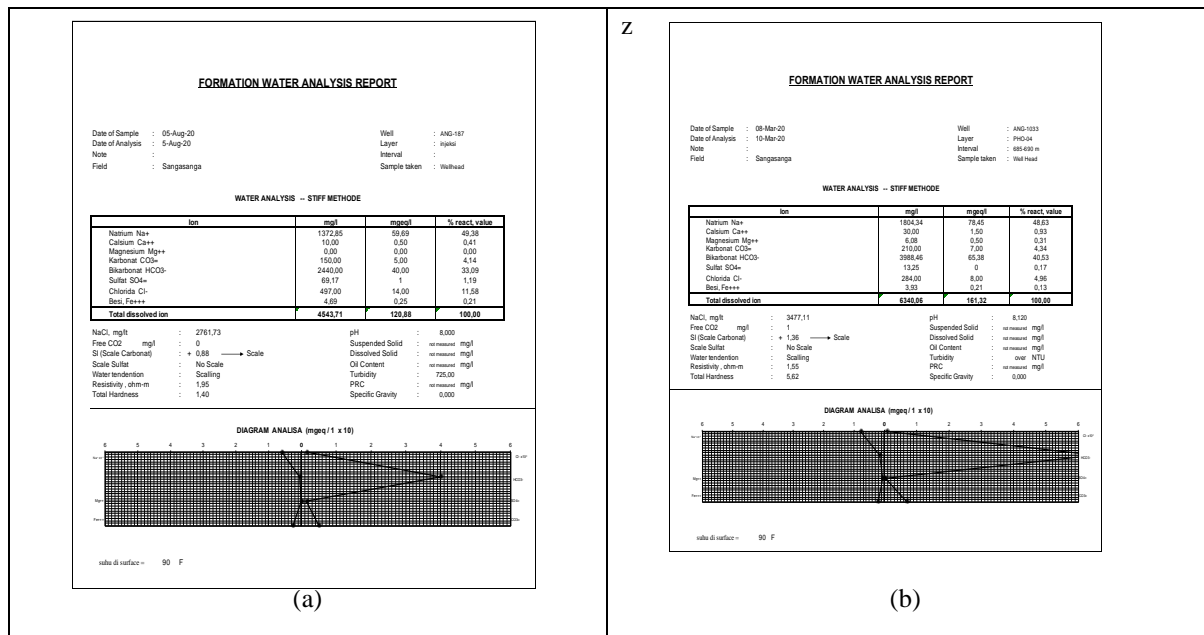 FORMATION WATER ANALYSIS REPORT
Date of Sample : 05-Aug-20 Well : ANG-187
Date of Analysis : 5-Aug-20 Layer : injeksi
Note : Interval :
Field : Sangasanga Sample taken : Wellhead
WATER ANALYSIS -- STIFF METHODE
Ion mg/l mgeq/l % react, value
Natrium Na+ 1372,85 59,69 49,38
Calsium Ca++ 10,00 0,50 0,41
Magnesium Mg++ 0,00 0,00 0,00
Karbonat CO3= 150,00 5,00 4,14
Bikarbonat HCO3- 2440,00 40,00 33,09
Sulfat SO4= 69,17 1 1,19
Chlorida Cl- 497,00 14,00 11,58
Besi, Fe+++ 4,69 0,25 0,21
Total dissolved ion 4543,71 120,88 100,00
NaCl, mg/lt : 2761,73 pH : 8,000
Free CO2 mg/l : 0 Suspended Solid : not measured mg/l
SI (Scale Carbonat) : + 0,88 → Scale Dissolved Solid : not measured mg/l
Scale Sulfat : No Scale Oil Content : not measured mg/l
Water tendention : Scalling Turbidity : 725,00
Resistivity , ohm-m : 1,95 PRC : not measured mg/l
Total Hardness : 1,40 Specific Gravity : 0,000
DIAGRAM ANALISA (mgeq / 1 x 10)
6 5 4 3 2 1 0 1 2 3 4 5 6
HCO3-
Mg++
Fe+++
suhu di surface = 90 F
(a)
z
FORMATION WATER ANALYSIS REPORT
Date of Sample : 08-Mar-20 Well : ANG-1033
Date of Analysis : 10-Mar-20 Layer : PHO-04
Note : Interval : 685-690 m
Field : Sangasanga Sample taken : Well Head
WATER ANALYSIS -- STIFF METHODE
Ion mg/l mgeq/l % react, value
Natrium Na+ 1804,34 78,45 48,63
Calsium Ca++ 30,00 1,50 0,93
Magnesium Mg++ 6,08 0,50 0,31
Karbonat CO3= 210,00 7,00 4,34
Bikarbonat HCO3- 3988,46 65,38 40,53
Sulfat SO4= 13,25 0 0,17
Chlorida Cl- 284,00 8,00 4,96
Besi, Fe+++ 3,93 0,21 0,13
Total dissolved ion 6340,06 161,32 100,00
NaCl, mg/lt : 3477,11 pH : 8,120
Free CO2 mg/l : 1 Suspended Solid : not measured mg/l
SI (Scale Carbonat) : + 1,36 → Scale Dissolved Solid : not measured mg/l
Scale Sulfat : No Scale Oil Content : not measured mg/l
Water tendention : Scalling Turbidity : over NTU
Resistivity , ohm-m : 1,55 PRC : not measured mg/l
Total Hardness : 5,62 Specific Gravity : 0,000
DIAGRAM ANALISA (mgeq / 1 x 10)
6 5 4 3 2 1 0 1 2 3 4 5 6
HCO3-
Mg++
Fe+++
suhu di surface = 90 F
(b)